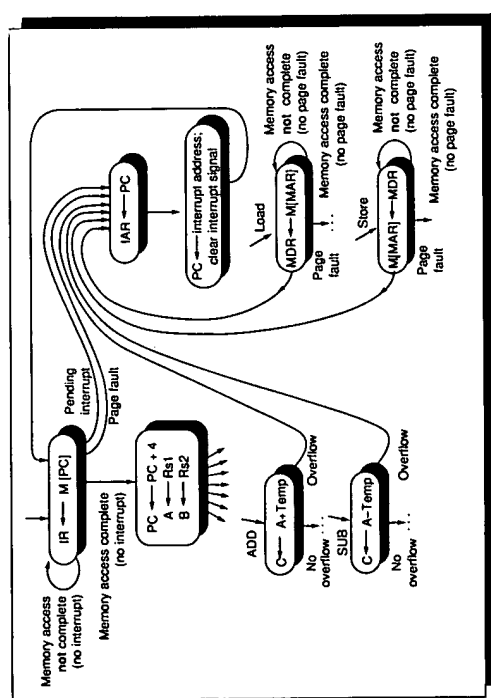 Memory access
not complete
(no interrupt)
IR ← M [PC]
Pending
interrupt
Page fault
Memory access complete
(no interrupt)
PC ← PC + 4
A ← Rs1
B ← Rs2
IAR ← PC
PC ← interrupt address;
clear interrupt signal
ADD
C ← A + Temp
Overflow
No
overflow
...
SUB
C ← A - Temp
Overflow
No
overflow
...
Load
MDR ← M[MAR]
Memory access
not complete
(no page fault)
Page
fault
Memory access complete
(no page fault)
...
Store
M[MAR] ← MDR
Memory access
not complete
(no page fault)
Page
fault
Memory access complete
(no page fault)